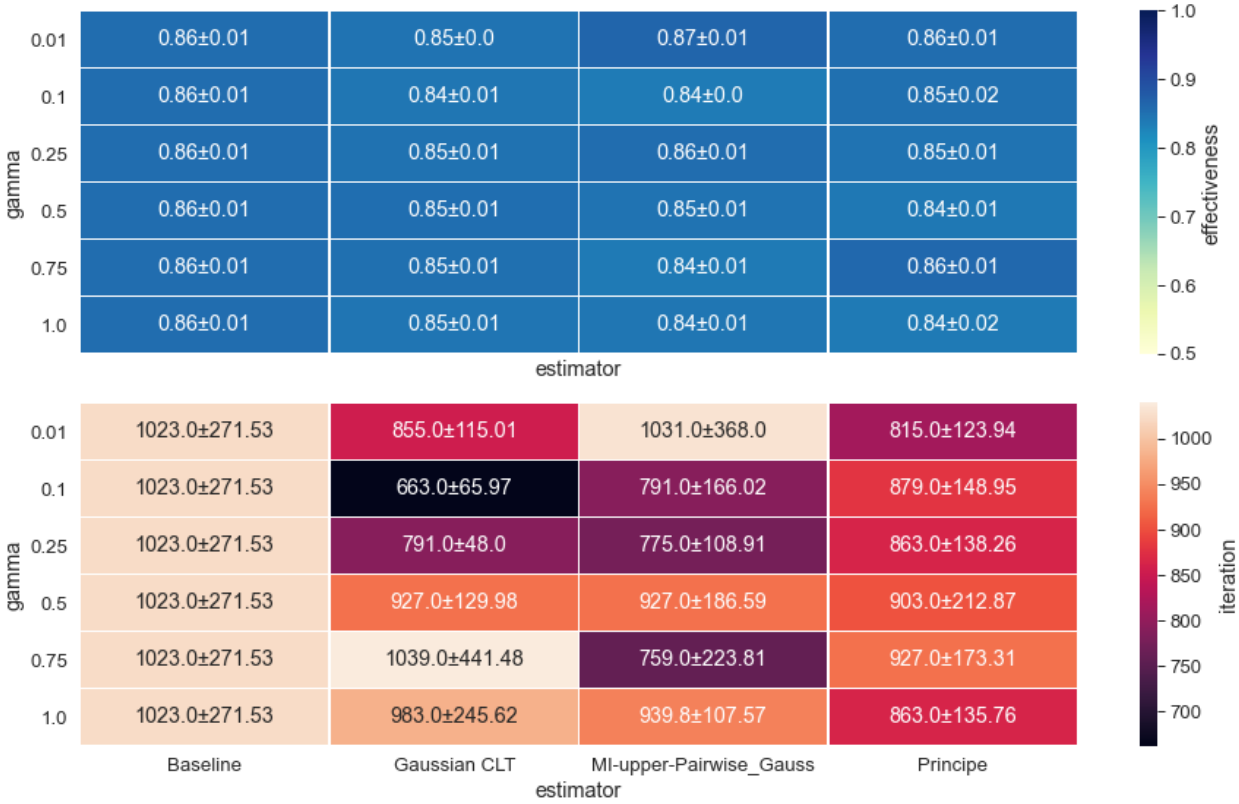 0.01 0.86±0.01 0.85±0.0 0.87±0.01 0.86±0.01
0.1 0.86±0.01 0.84±0.01 0.84±0.0 0.85±0.02
0.25 0.86±0.01 0.85±0.01 0.86±0.01 0.85±0.01
0.5 0.86±0.01 0.85±0.01 0.85±0.01 0.84±0.01
0.75 0.86±0.01 0.85±0.01 0.84±0.01 0.86±0.01
1.0 0.86±0.01 0.85±0.01 0.84±0.01 0.84±0.02
gamma
estimator
1.0
0.9
0.8
0.7
0.6
0.5
effectiveness
0.01 1023.0±271.53 855.0±115.01 1031.0±368.0 815.0±123.94
0.1 1023.0±271.53 663.0±65.97 791.0±166.02 879.0±148.95
0.25 1023.0±271.53 791.0±48.0 775.0±108.91 863.0±138.26
0.5 1023.0±271.53 927.0±129.98 927.0±186.59 903.0±212.87
0.75 1023.0±271.53 1039.0±441.48 759.0±223.81 927.0±173.31
1.0 1023.0±271.53 983.0±245.62 939.8±107.57 863.0±135.76
gamma
Baseline Gaussian CLT MI-upper-Pairwise_Gauss Principe
estimator
1000
950
900
850
800
750
700
iteration